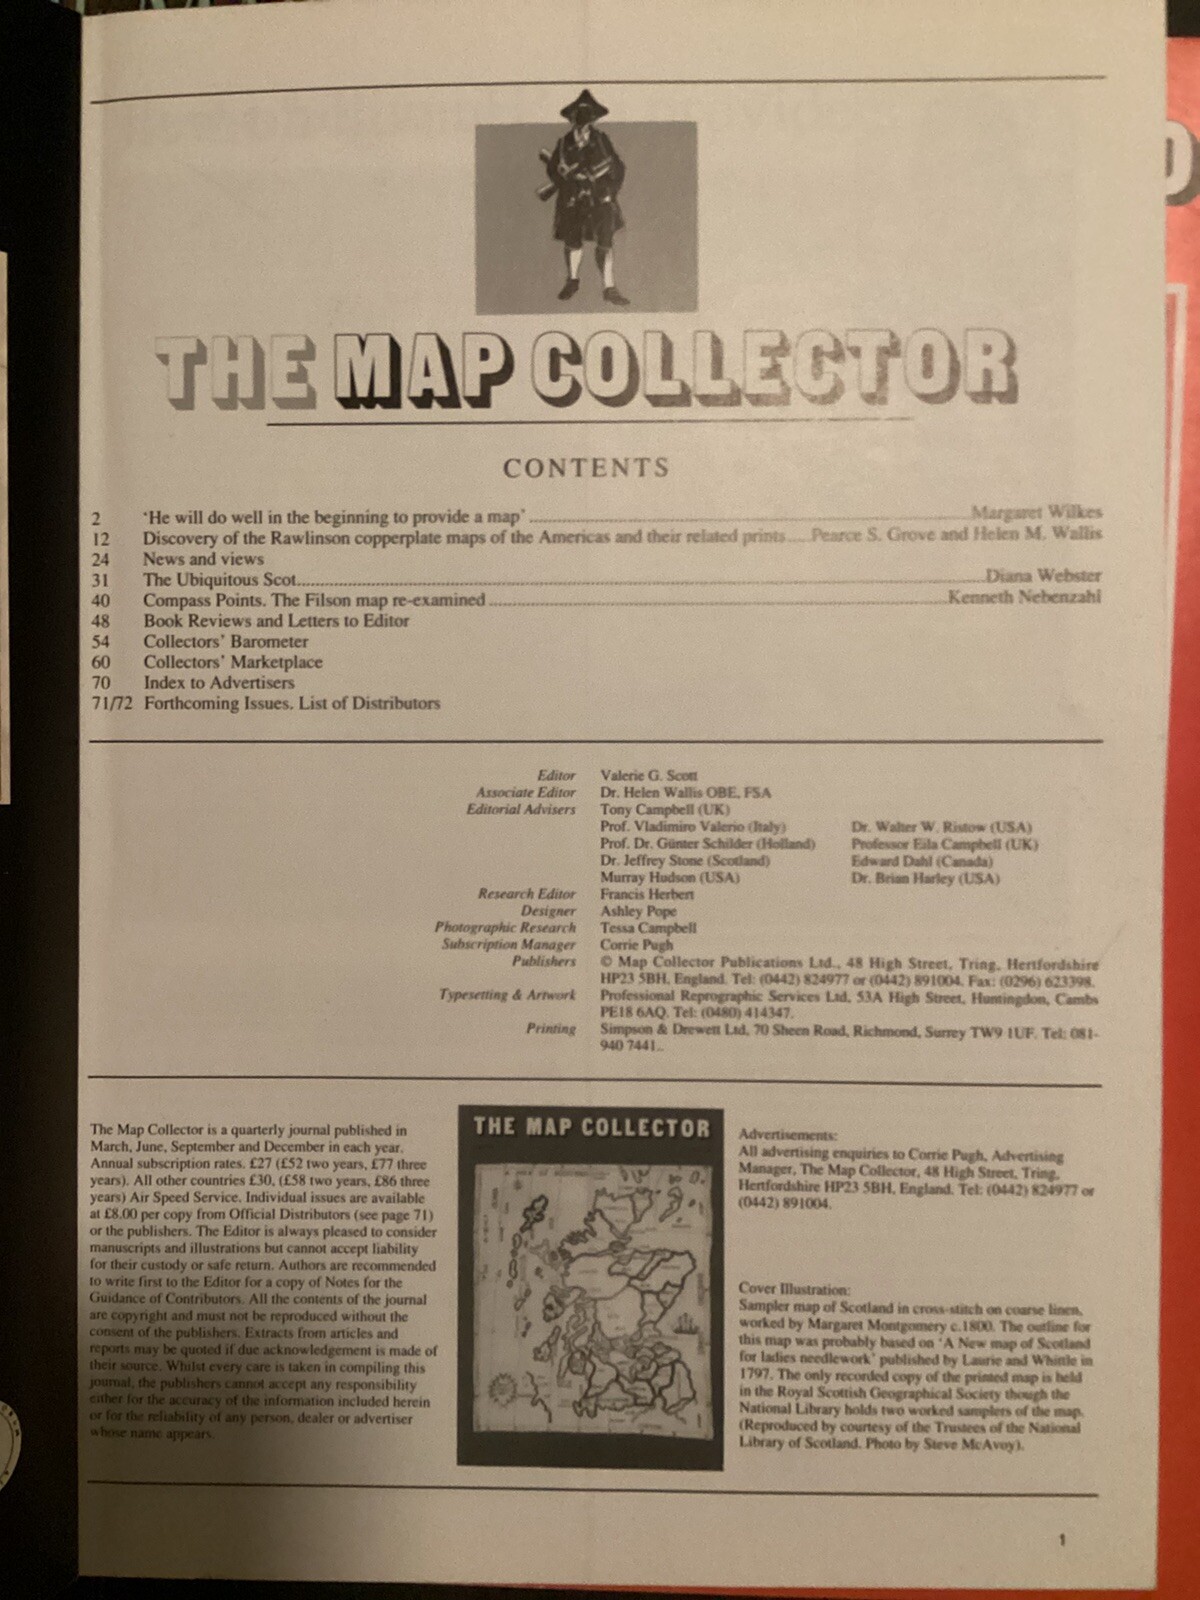 THE MAP COLLECTOR
CONTENTS
2 ‘He will do well in the beginning to provide a map’ ........ Margaret Wilkes
12 Discovery of the Rawlinson copperplate maps of the Americas and their related prints..... Pearce S. Grove and Helen M. Wallis
24 News and views
31 The Ubiquitous Scot........ Diana Webster
40 Compass Points. The Filson map re-examined ........ Kenneth Nebenzahl
48 Book Reviews and Letters to Editor
54 Collectors’ Barometer
60 Collectors’ Marketplace
70 Index to Advertisers
71/72 Forthcoming Issues. List of Distributors
Editor Valerie G. Scott
Associate Editor Dr. Helen Wallis OBE, FSA
Editorial Advisers Tony Campbell (UK)
Prof. Vladimiro Valerio (Italy) Dr. Walter W. Ristow (USA)
Prof. Dr. Günter Schilder (Holland) Professor Eila Campbell (UK)
Dr. Jeffrey Stone (Scotland) Edward Dahl (Canada)
Murray Hudson (USA) Dr. Brian Harley (USA)
Research Editor Francis Herbert
Designer Ashley Pope
Photographic Research Tessa Campbell
Subscription Manager Corrie Pugh
Publishers © Map Collector Publications Ltd., 48 High Street, Tring, Hertfordshire
HP23 5BH, England. Tel: (0442) 824977 or (0442) 891004. Fax: (0296) 623398.
Typesetting & Artwork Professional Reprographic Services Ltd, 53A High Street, Huntingdon, Cambs
PE18 6AQ. Tel: (0480) 414347.
Printing Simpson & Drewett Ltd, 70 Sheen Road, Richmond, Surrey TW9 1UF. Tel: 081-
940 7441..
The Map Collector is a quarterly journal published in
March, June, September and December in each year.
Annual subscription rates. £27 (£52 two years, £77 three
years). All other countries £30, (£58 two years, £86 three
years) Air Speed Service. Individual issues are available
at £8.00 per copy from Official Distributors (see page 71)
or the publishers. The Editor is always pleased to consider
manuscripts and illustrations but cannot accept liability
for their custody or safe return. Authors are recommended
to write first to the Editor for a copy of Notes for the
Guidance of Contributors. All the contents of the journal
are copyright and must not be reproduced without the
consent of the publishers. Extracts from articles and
reports may be quoted if due acknowledgement is made of
their source. Whilst every care is taken in compiling this
journal, the publishers cannot accept any responsibility
either for the accuracy of the information included herein
or for the reliability of any person, dealer or advertiser
whose name appears.
THE MAP COLLECTOR
Advertisements:
All advertising enquiries to Corrie Pugh, Advertising
Manager, The Map Collector, 48 High Street, Tring,
Hertfordshire HP23 5BH, England. Tel: (0442) 824977 or
(0442) 891004.
Cover Illustration:
Sampler map of Scotland in cross-stitch on coarse linen,
worked by Margaret Montgomery c.1800. The outline for
this map was probably based on ‘A New map of Scotland
for ladies needlework’ published by Laurie and Whittle in
1797. The only recorded copy of the printed map is held
in the Royal Scottish Geographical Society though the
National Library holds two worked samplers of the map.
(Reproduced by courtesy of the Trustees of the National
Library of Scotland. Photo by Steve McAvoy).
1